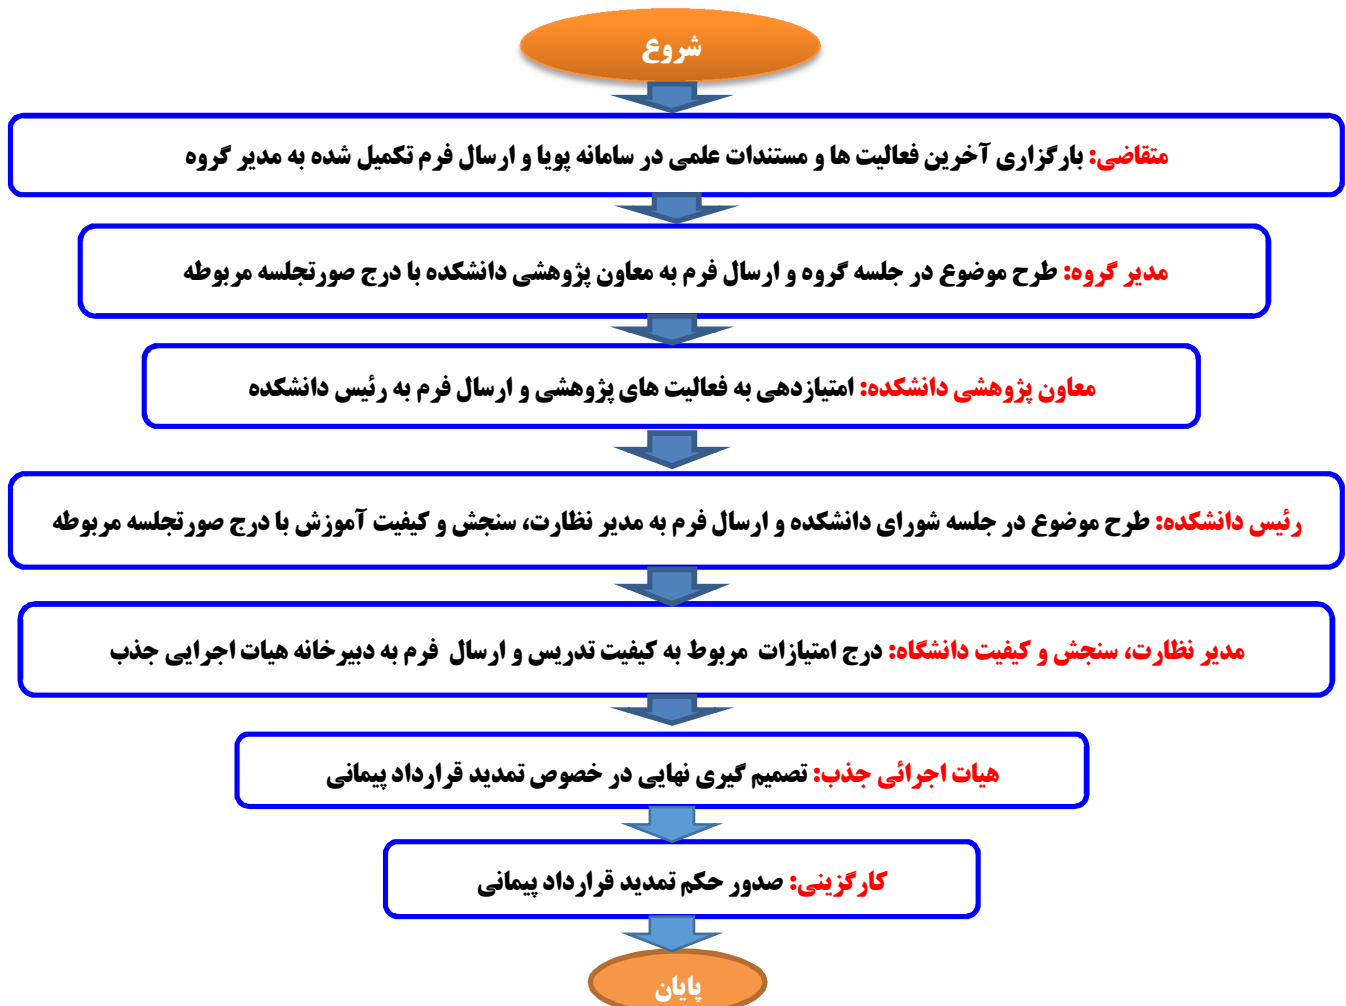 شروع
متقاضی: بارگزاری آخرین فعالیت ها و مستندات علمی در سامانه پویا و ارسال فرم تکمیل شده به مدیر گروه
مدیر گروه: طرح موضوع در جلسه گروه و ارسال فرم به معاون پژوهشی دانشکده با درج صورتجلسه مربوطه
معاون پژوهشی دانشکده: امتیازدهی به فعالیت های پژوهشی و ارسال فرم به رئیس دانشکده
رئیس دانشکده: طرح موضوع در جلسه شورای دانشکده و ارسال فرم به مدیر نظارت، سنجش و کیفیت آموزش با درج صورتجلسه مربوطه
مدیر نظارت، سنجش و کیفیت دانشگاه: درج امتیازات مربوط به کیفیت تدریس و ارسال فرم به دبیرخانه هیات اجرایی جذب
هیات اجرائی جذب: تصمیم گیری نهایی در خصوص تمدید قرارداد پیمانی
کارگزینی: صدور حکم تمدید قرارداد پیمانی
پایان